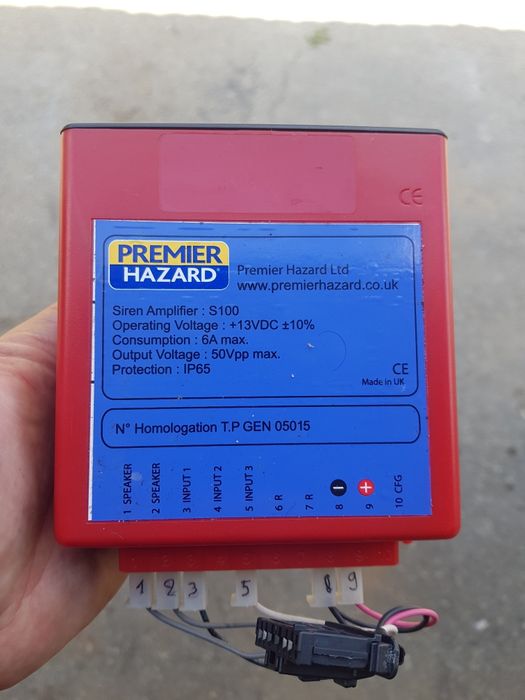 CE
PREMIER
HAZARD®
Premier Hazard Ltd
www.premierhazard.co.uk
Siren Amplifier : S100
Operating Voltage : +13VDC ±10%
Consumption : 6A max.
Output Voltage : 50Vpp max.
Protection : IP65
CE
Made in UK
N° Homologation T.P GEN 05015
1 SPEAKER
2 SPEAKER
3 INPUT 1
4 INPUT 2
5 INPUT 3
6 R
7 R
8 -
9 +
10 CFG
1 2 3 5 8 9